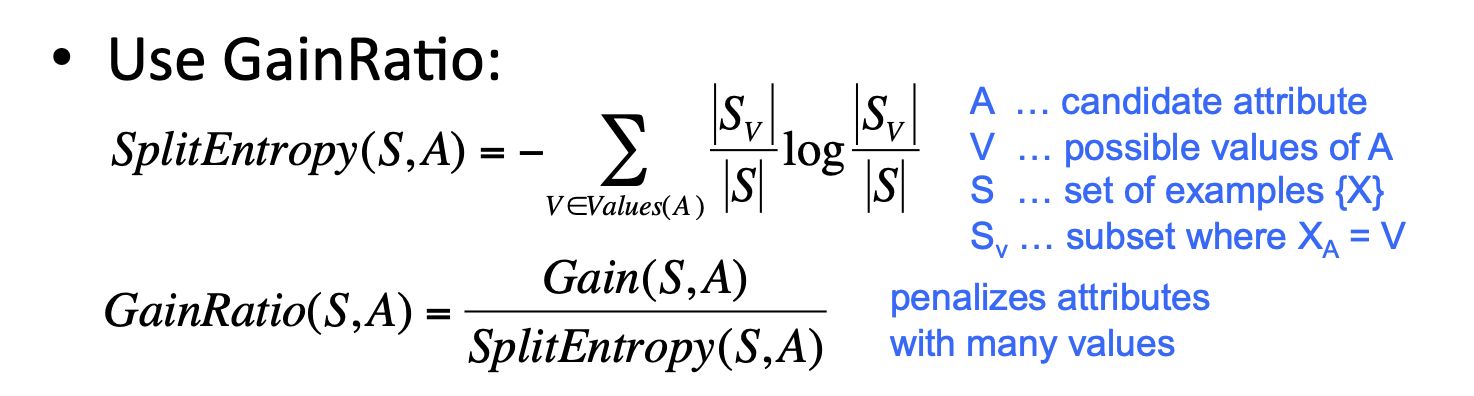 • Use GainRatio:
SplitEntropy(S,A) = − ∑_{V∈Values(A)} |S_V|/|S| log |S_V|/|S|
A … candidate attribute
V … possible values of A
S … set of examples {X}
S_v … subset where X_A = V
GainRatio(S,A) = Gain(S,A)/SplitEntropy(S,A)
penalizes attributes
with many values